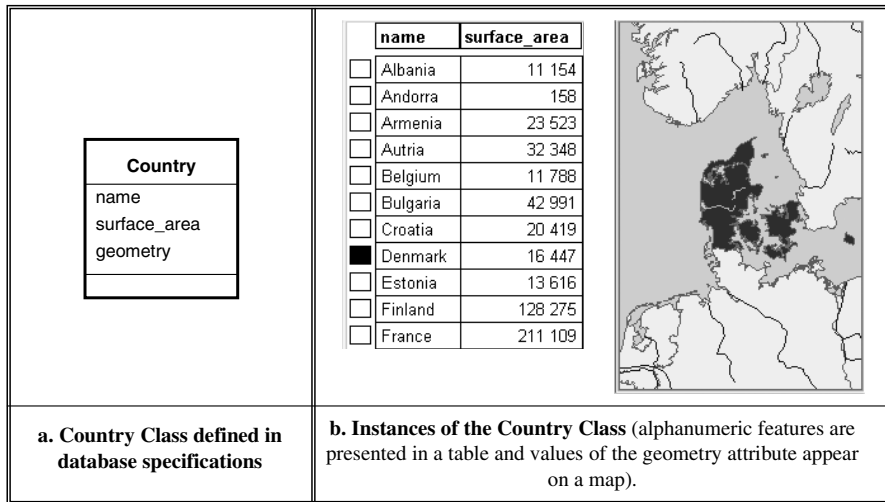 Country
name
surface_area
geometry
name surface_area
Albania 11 154
Andorra 158
Armenia 23 523
Autria 32 348
Belgium 11 788
Bulgaria 42 991
Croatia 20 419
Denmark 16 447
Estonia 13 616
Finland 128 275
France 211 109
a. Country Class defined in
database specifications
b. Instances of the Country Class (alphanumeric features are
presented in a table and values of the geometry attribute appear
on a map).